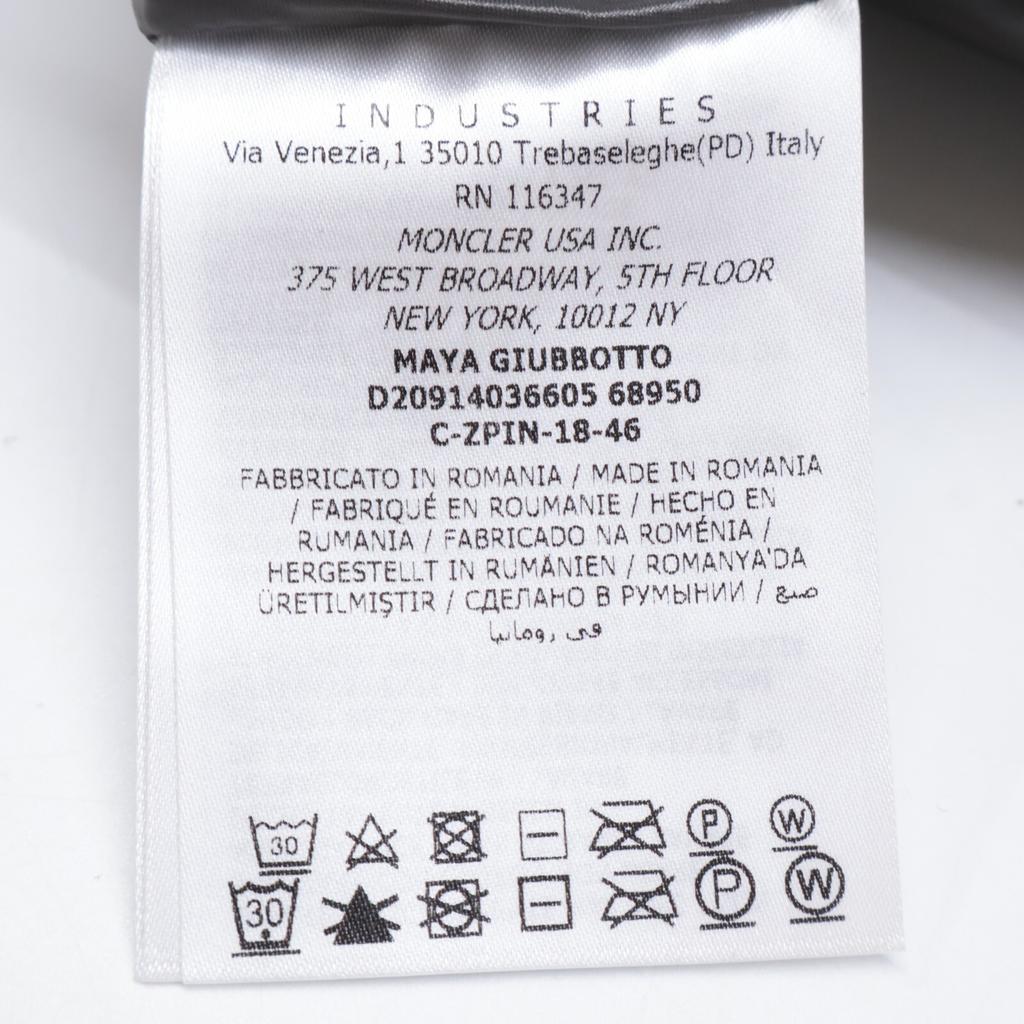 INDUSTRIES
Via Venezia,1 35010 Trebaseleghe(PD) Italy
RN 116347
MONCLER USA INC.
375 WEST BROADWAY, 5TH FLOOR
NEW YORK, 10012 NY
MAYA GIUBBOTTO
D20914036605 68950
C-ZPIN-18-46
FABBRICATO IN ROMANIA / MADE IN ROMANIA
/ FABRIQUÉ EN ROUMANIE / HECHO EN
RUMANIA / FABRICADO NA ROMÉNIA /
HERGESTELLT IN RUMÄNIEN / ROMANYA'DA
ÜRETILMIŞTIR / СДЕЛАНО В РУМЫНИИ / صنع
في رومانيا
30 P W
30 P W